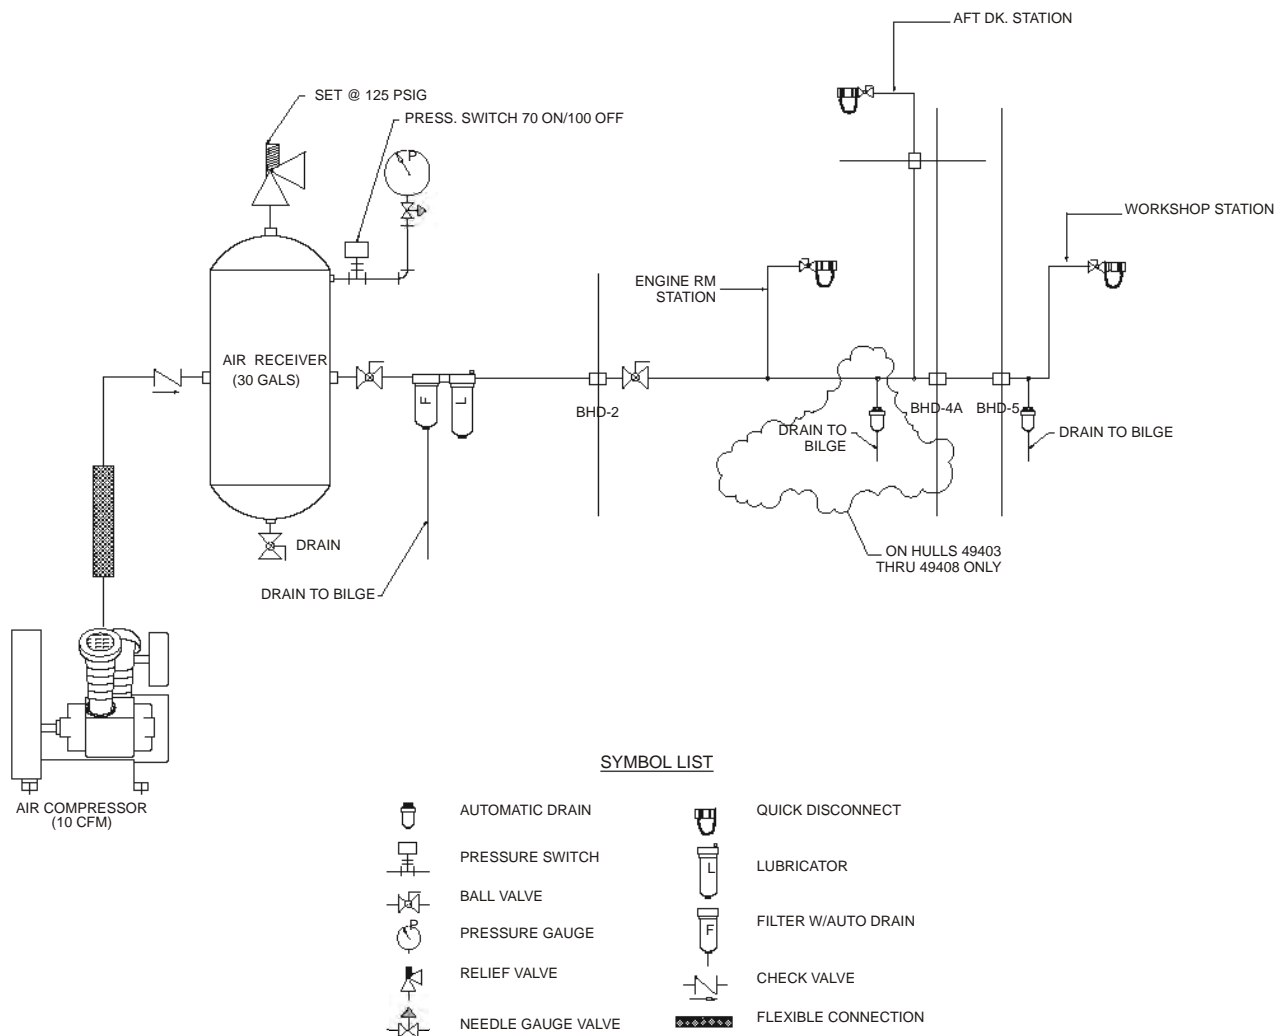 AFT DK. STATION
SET @ 125 PSIG
PRESS. SWITCH 70 ON/100 OFF
P
WORKSHOP STATION
ENGINE RM
STATION
AIR RECEIVER
(30 GALS)
F
L
BHD-2
BHD-4A
BHD-5
DRAIN TO
BILGE
DRAIN TO BILGE
DRAIN
ON HULLS 49403
THRU 49408 ONLY
DRAIN TO BILGE
AIR COMPRESSOR
(10 CFM)
SYMBOL LIST
AUTOMATIC DRAIN
PRESSURE SWITCH
BALL VALVE
P
PRESSURE GAUGE
RELIEF VALVE
NEEDLE GAUGE VALVE
QUICK DISCONNECT
L
LUBRICATOR
F
FILTER W/AUTO DRAIN
CHECK VALVE
FLEXIBLE CONNECTION